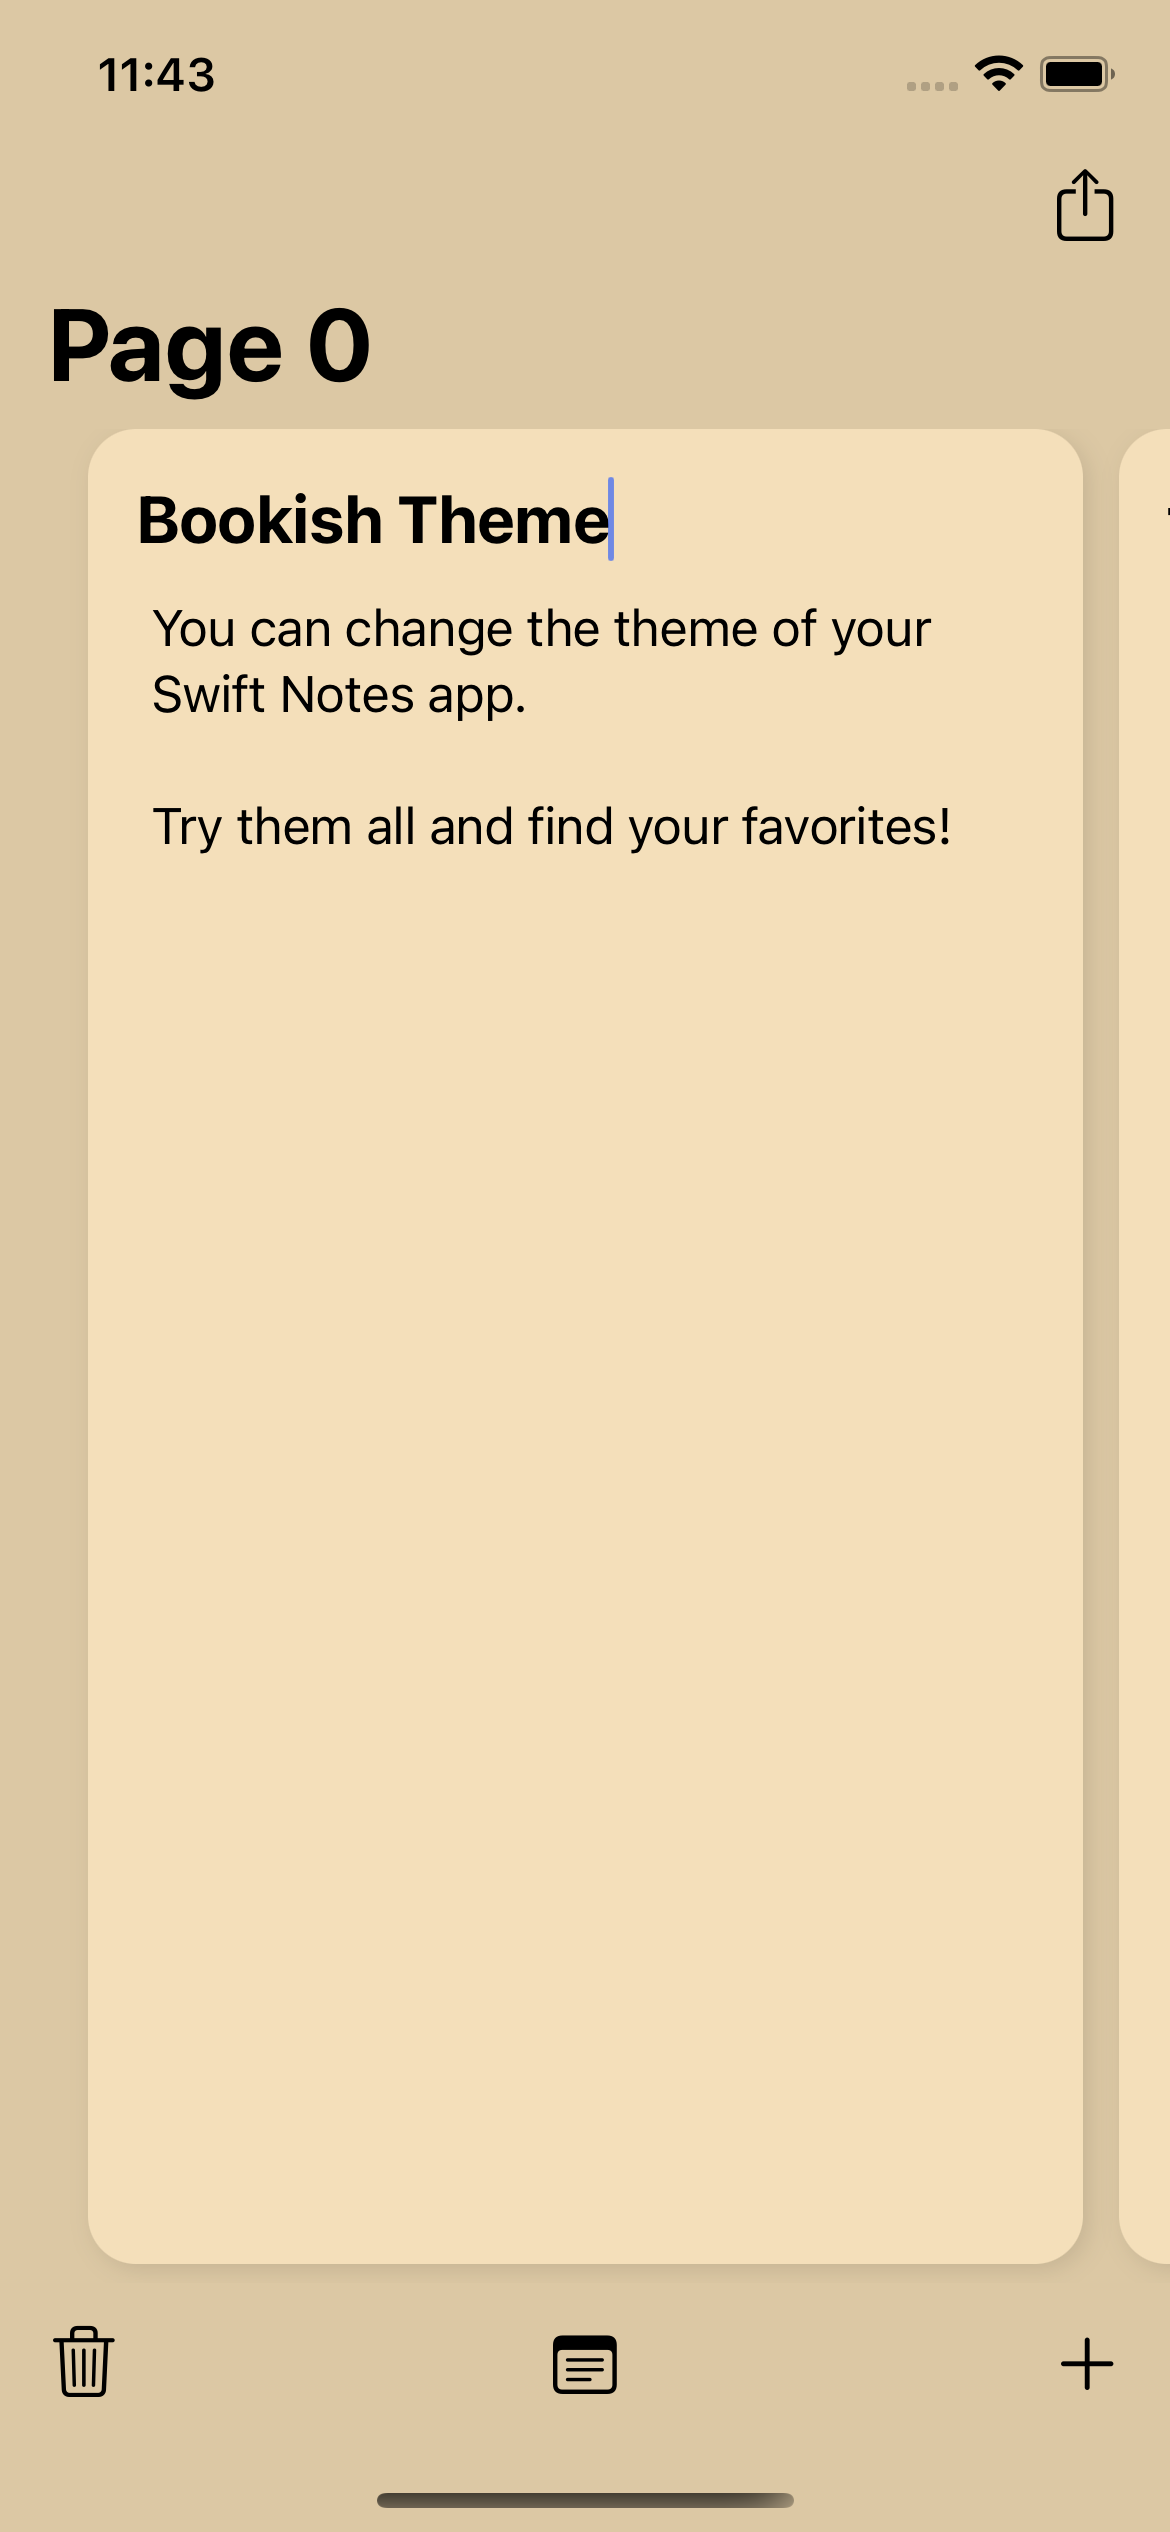 11:43
Page 0
Bookish Theme
You can change the theme of your
Swift Notes app.
Try them all and find your favorites!